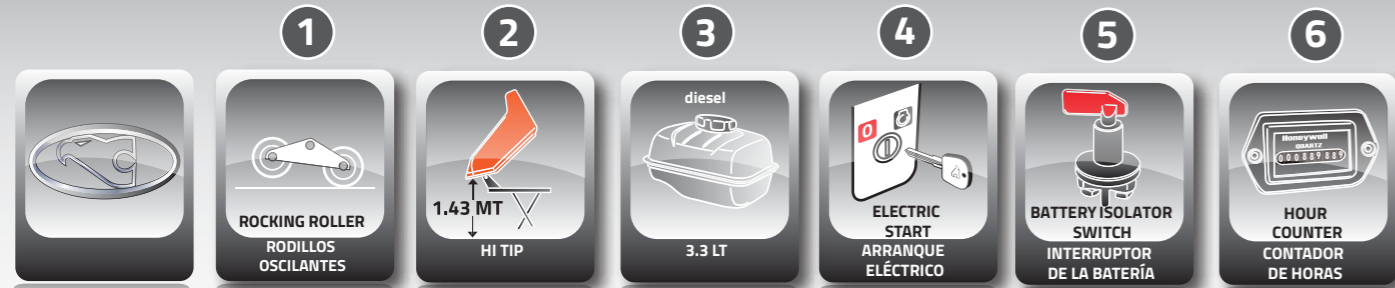 1
2
3
4
5
6
ROCKING ROLLER
RODILLOS
OSCILANTES
1.43 MT
HI TIP
diesel
3.3 LT
O
ELECTRIC
START
ARRANQUE
ELÉCTRICO
BATTERY ISOLATOR
SWITCH
INTERRUPTOR
DE LA BATERÍA
Honeywell
QUARTZ
000889889
HOUR
COUNTER
CONTADOR
DE HORAS